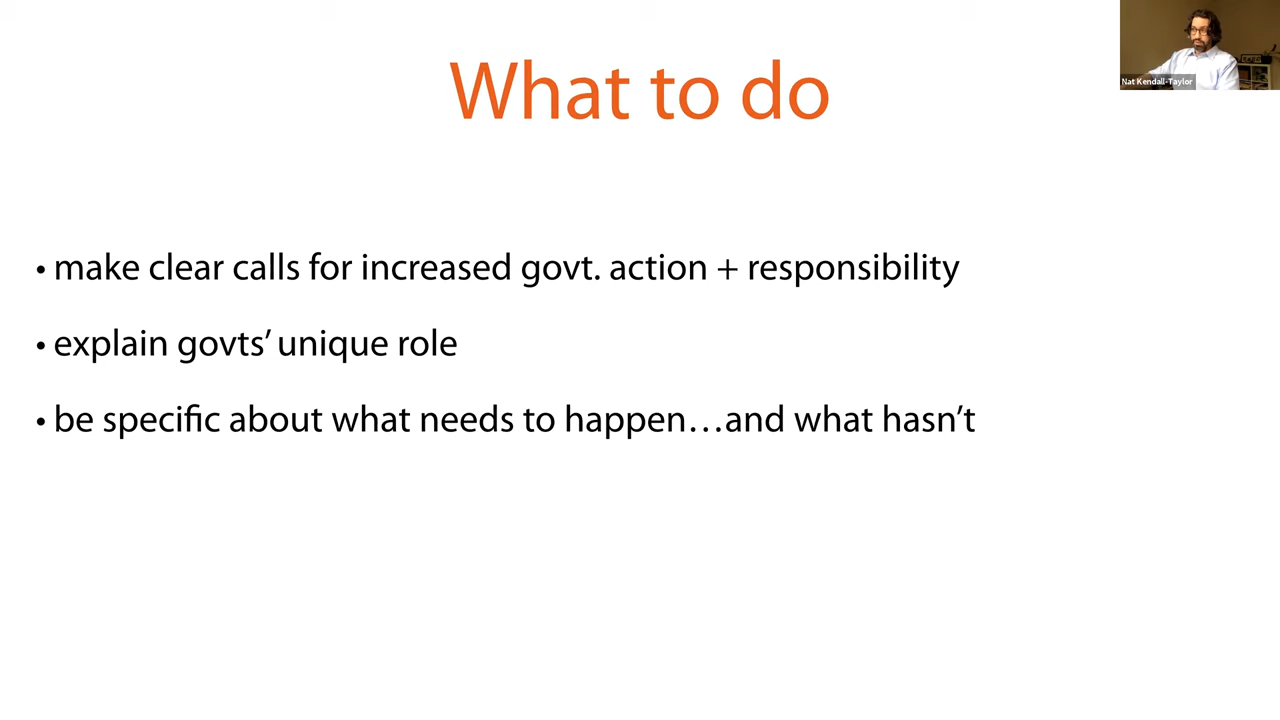 What to do
Nat Kendall-Taylor
• make clear calls for increased govt. action + responsibility
• explain govts’ unique role
• be specific about what needs to happen…and what hasn’t